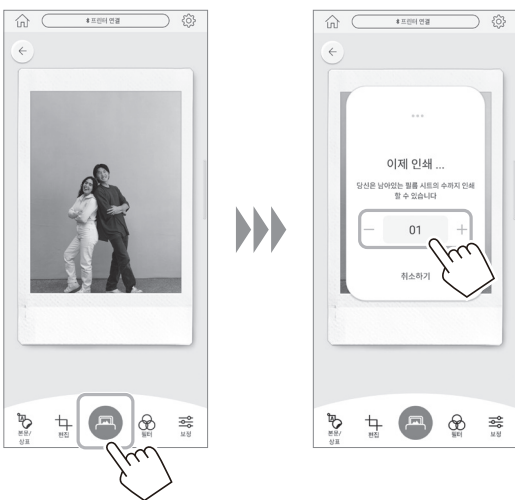 프린터 연결
본문/
상표
편집
필터
보정
프린터 연결
이제 인쇄 ...
당신은 남아있는 필름 시트의 수까지 인쇄
할 수 있습니다
01
취소하기
본문/
상표
편집
필터
보정